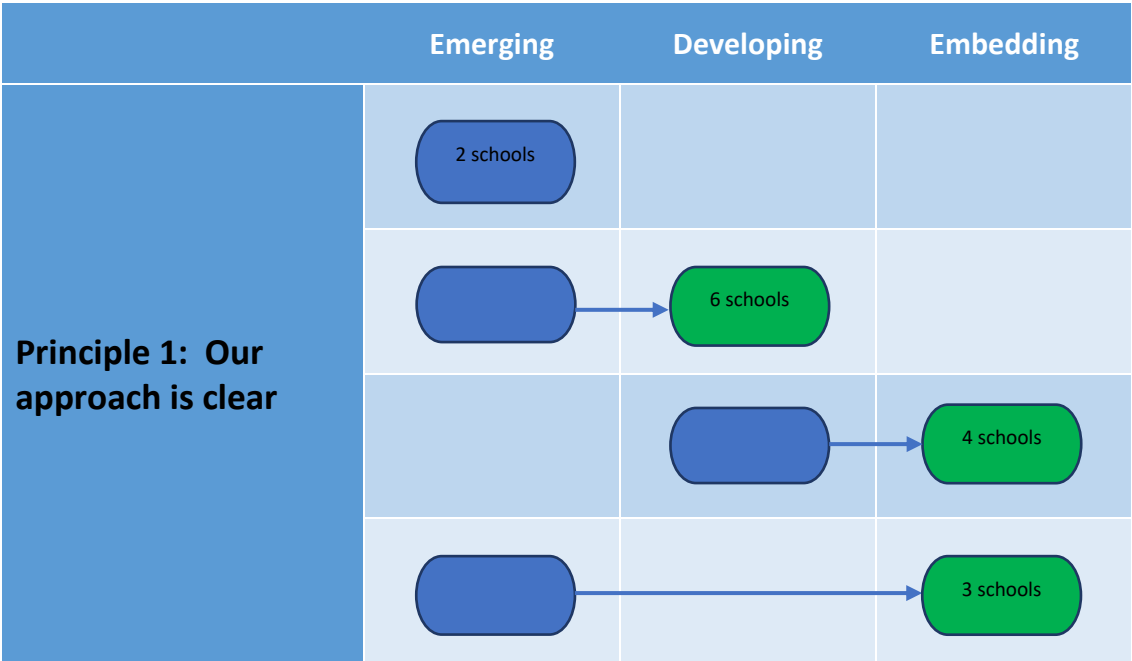 Emerging Developing Embedding
2 schools
6 schools
Principle 1:  Our
approach is clear
4 schools
3 schools